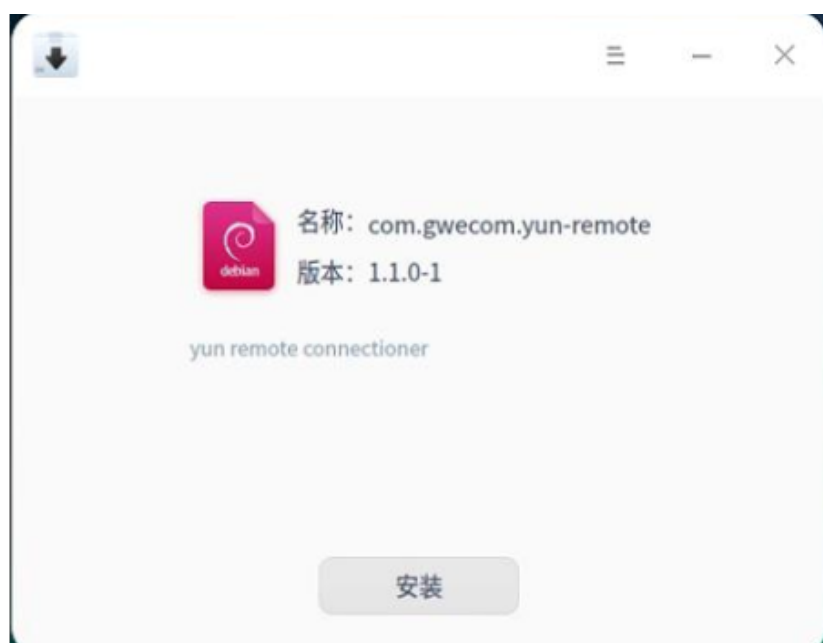 debian
名称： com.gwecom.yun-remote
版本： 1.1.0-1
yun remote connectioner
安装